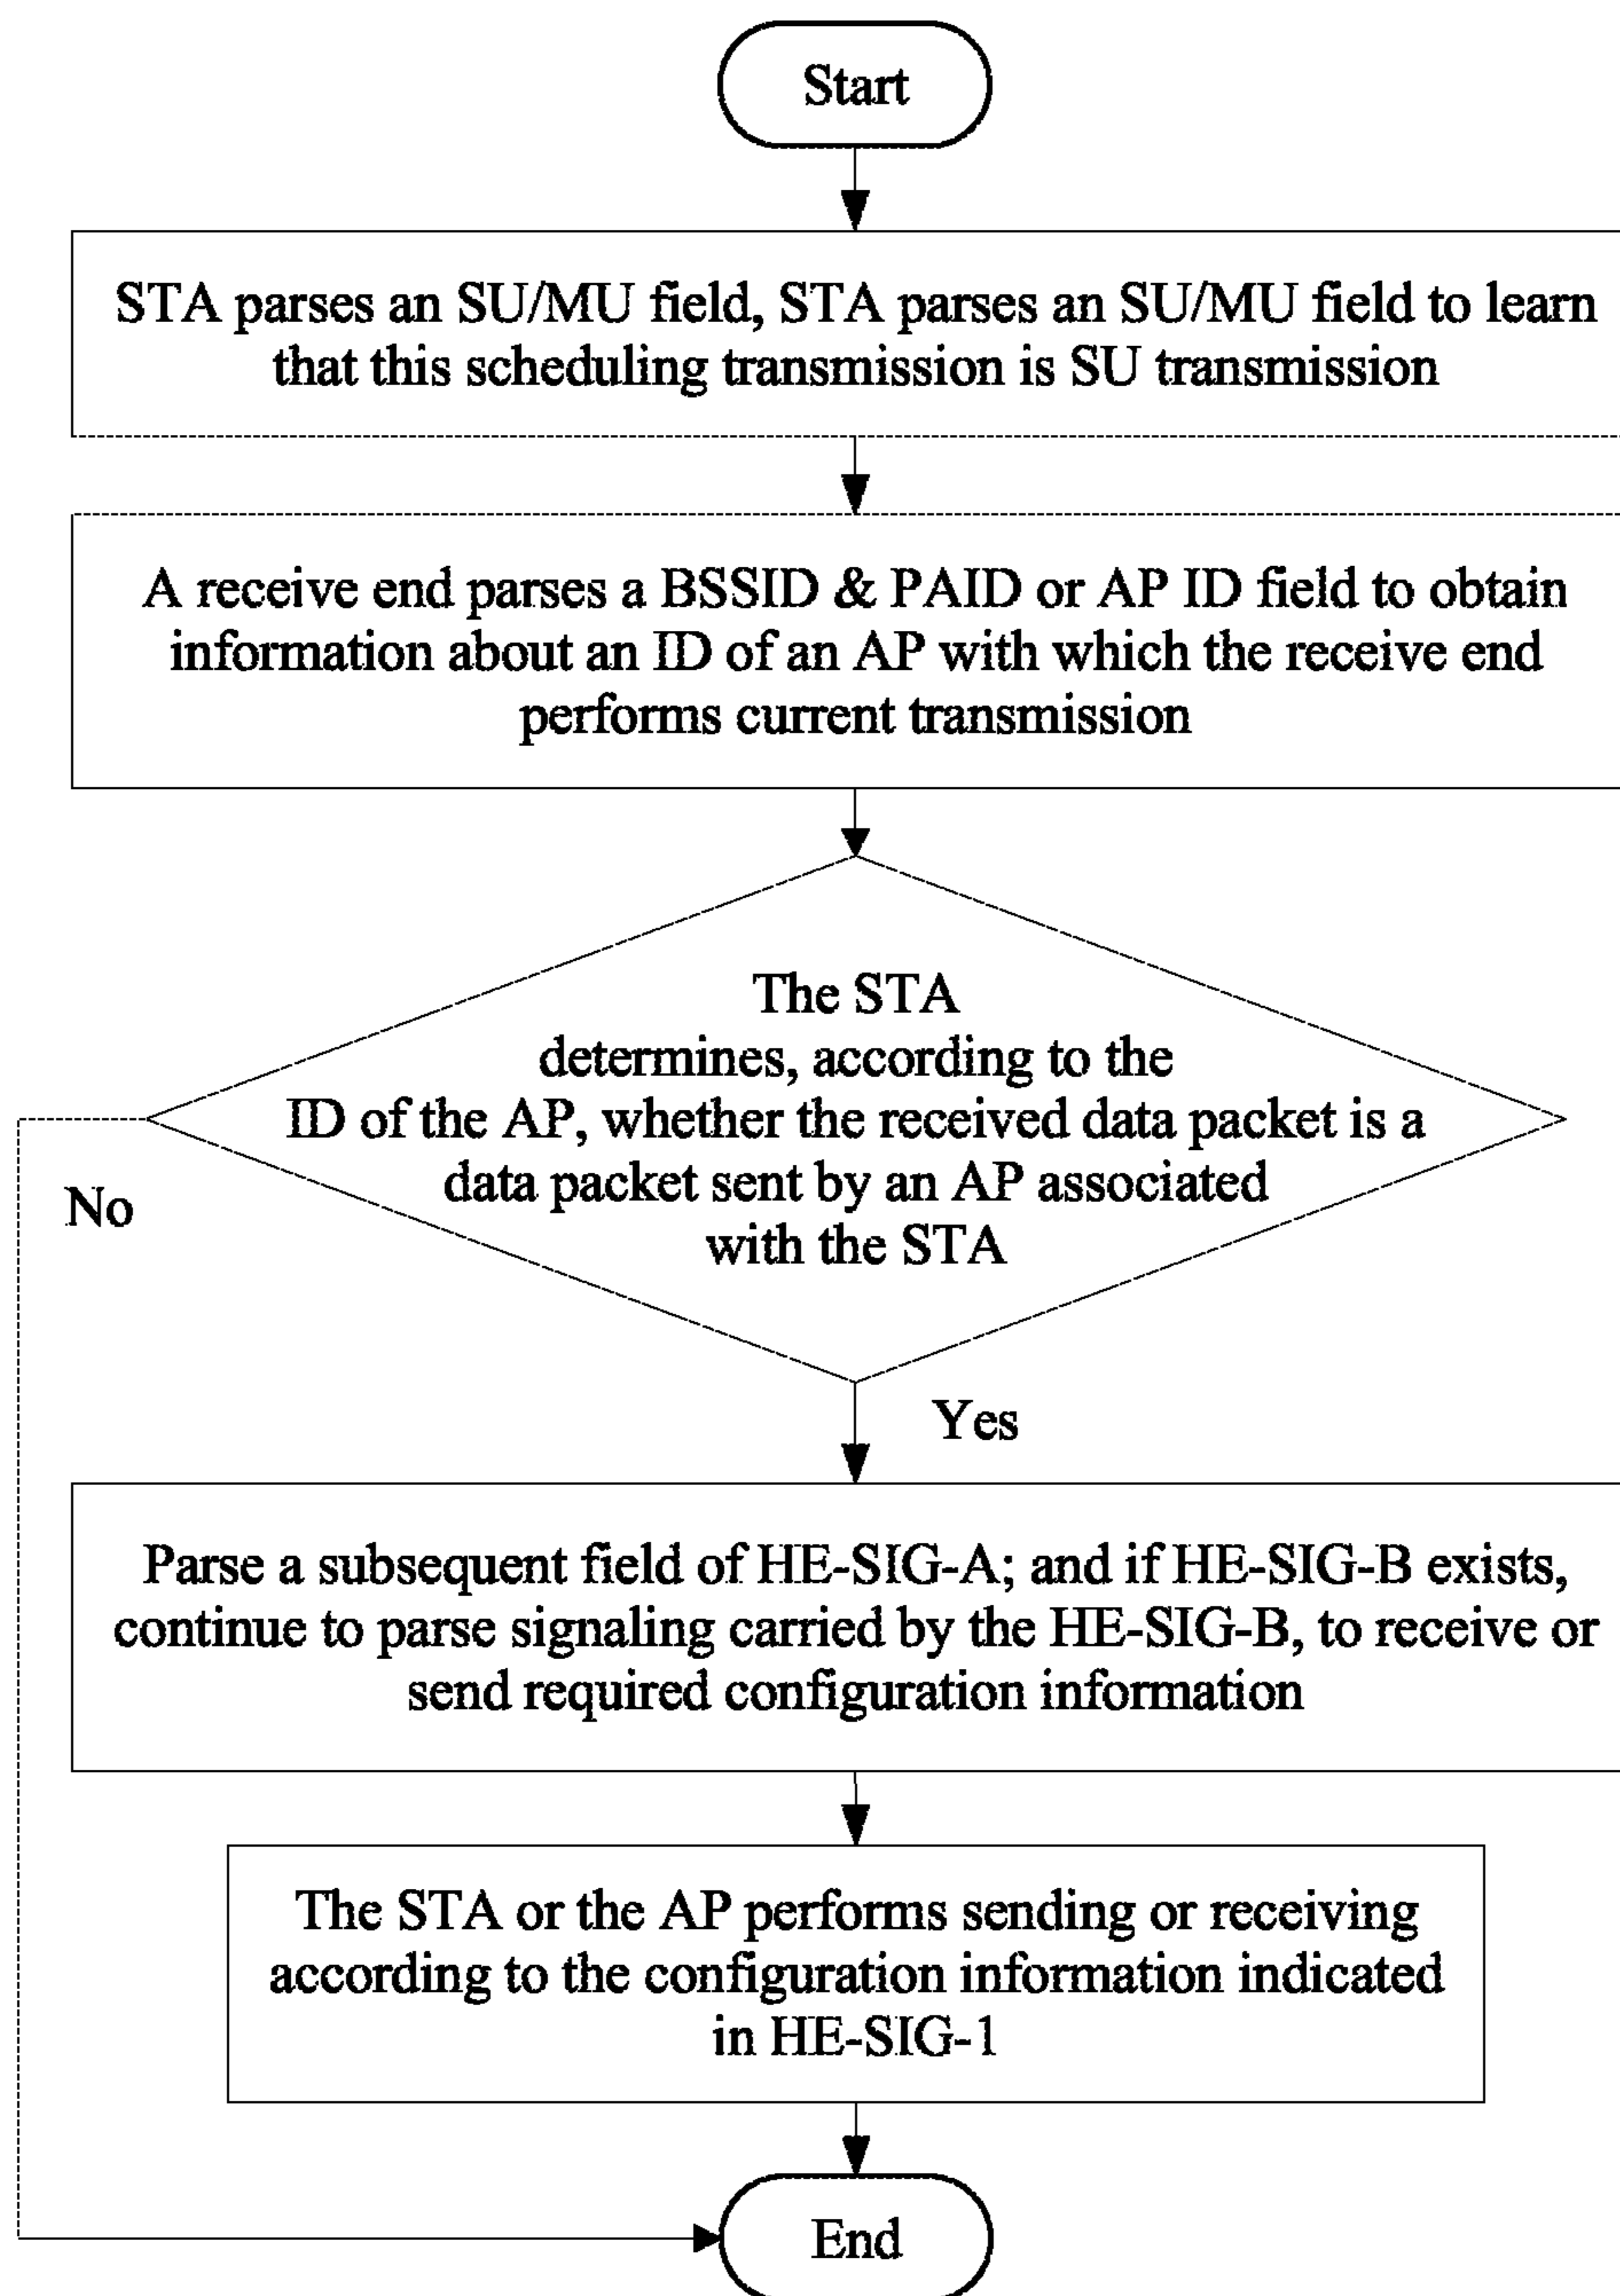 Start
STA parses an SU/MU field, STA parses an SU/MU field to learn
that this scheduling transmission is SU transmission
A receive end parses a BSSID & PAID or AP ID field to obtain
information about an ID of an AP with which the receive end
performs current transmission
The STA
determines, according to the
ID of the AP, whether the received data packet is a
data packet sent by an AP associated
with the STA
No
Yes
Parse a subsequent field of HE-SIG-A; and if HE-SIG-B exists,
continue to parse signaling carried by the HE-SIG-B, to receive or
send required configuration information
The STA or the AP performs sending or receiving
according to the configuration information indicated
in HE-SIG-1
End